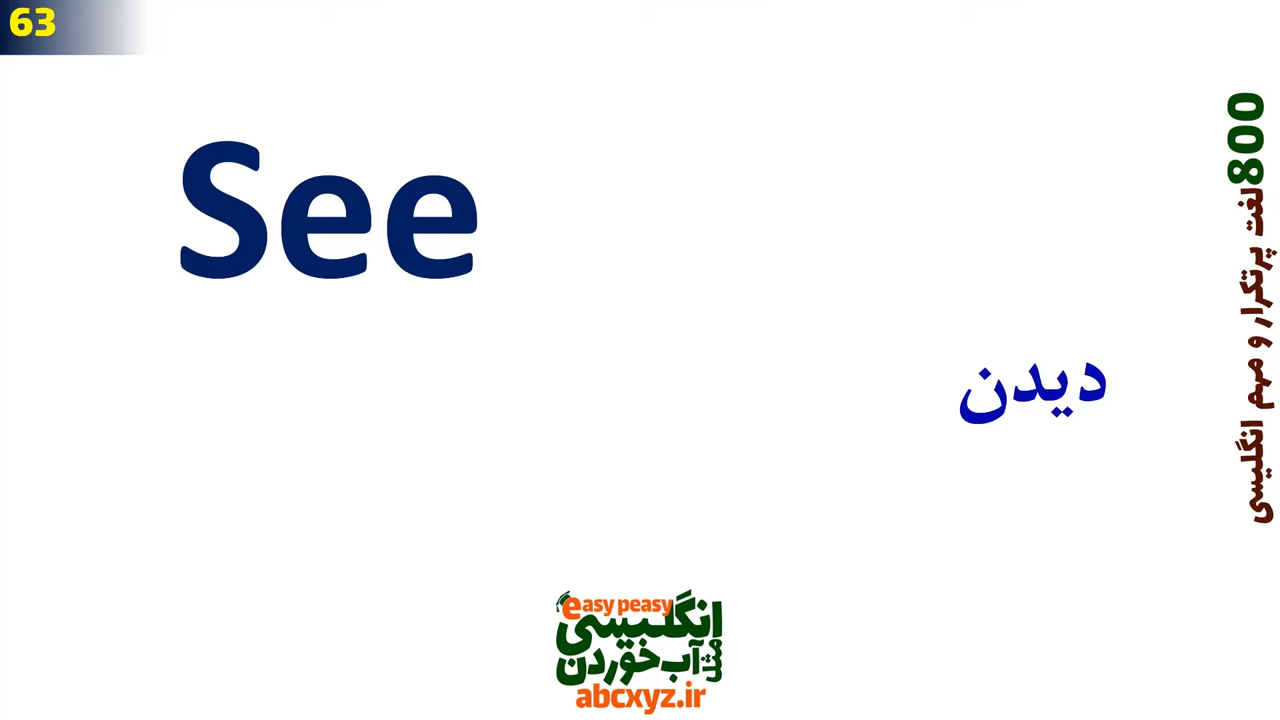 63
See
دیدن
800 لغت پرتکرار و مهم انگلیسی
easy peasy
انگلیسی
مثل آب خوردن
abcxyz.ir